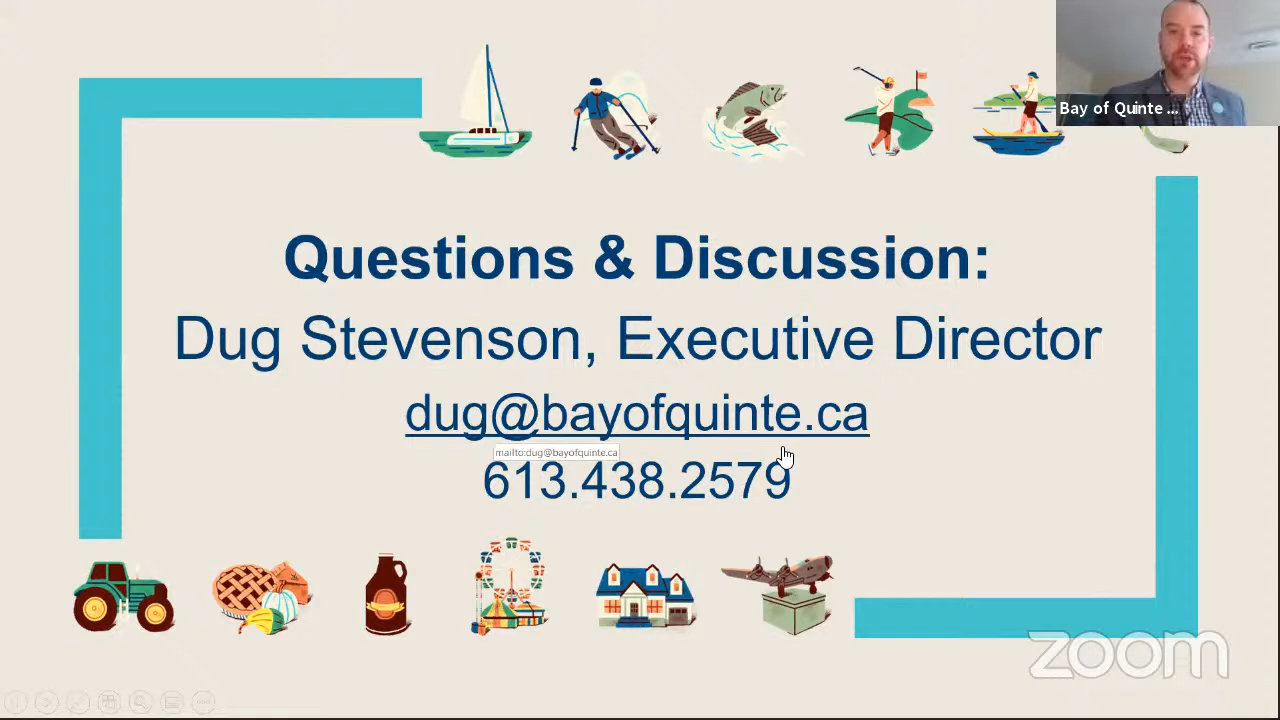 Bay of Quinte ...
Questions & Discussion:
Dug Stevenson, Executive Director
dug@bayofquinte.ca
mailto:dug@bayofquinte.ca
613.438.2579
zoom